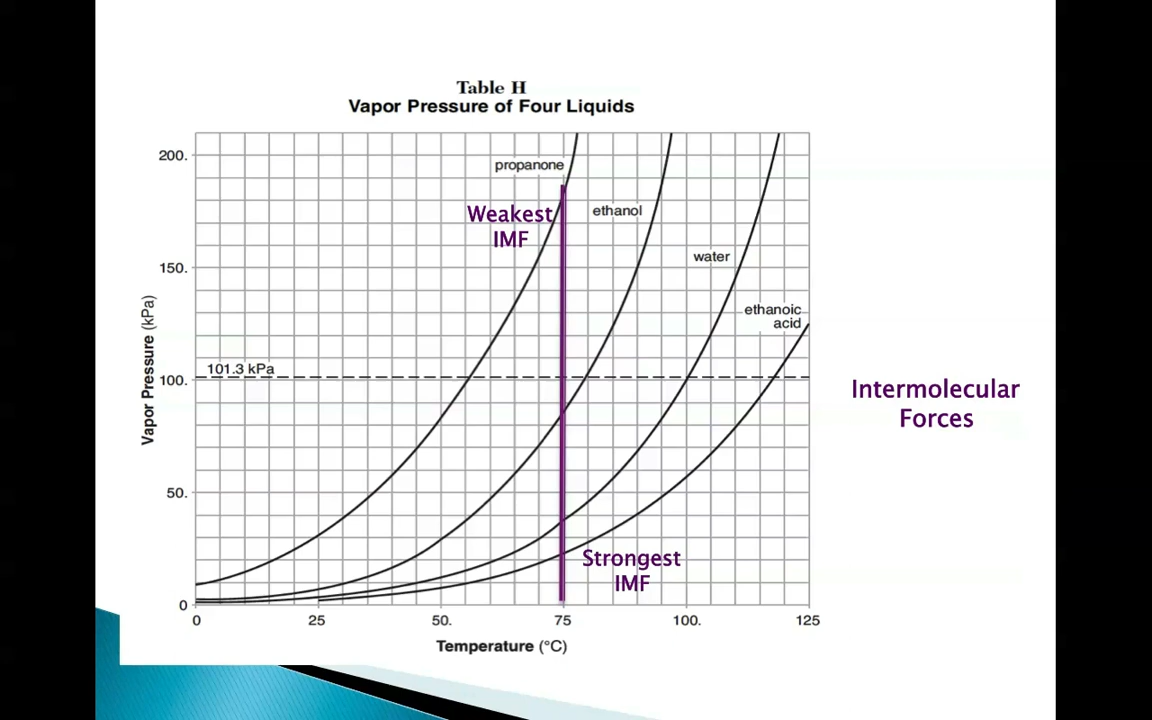 Table H
Vapor Pressure of Four Liquids
200.
propanone
Weakest
IMF
ethanol
150.
water
ethanoic
acid
101.3 kPa
100.
Vapor Pressure (kPa)
Intermolecular
Forces
50.
Strongest
IMF
0
0 25 50. 75 100. 125
Temperature (°C)